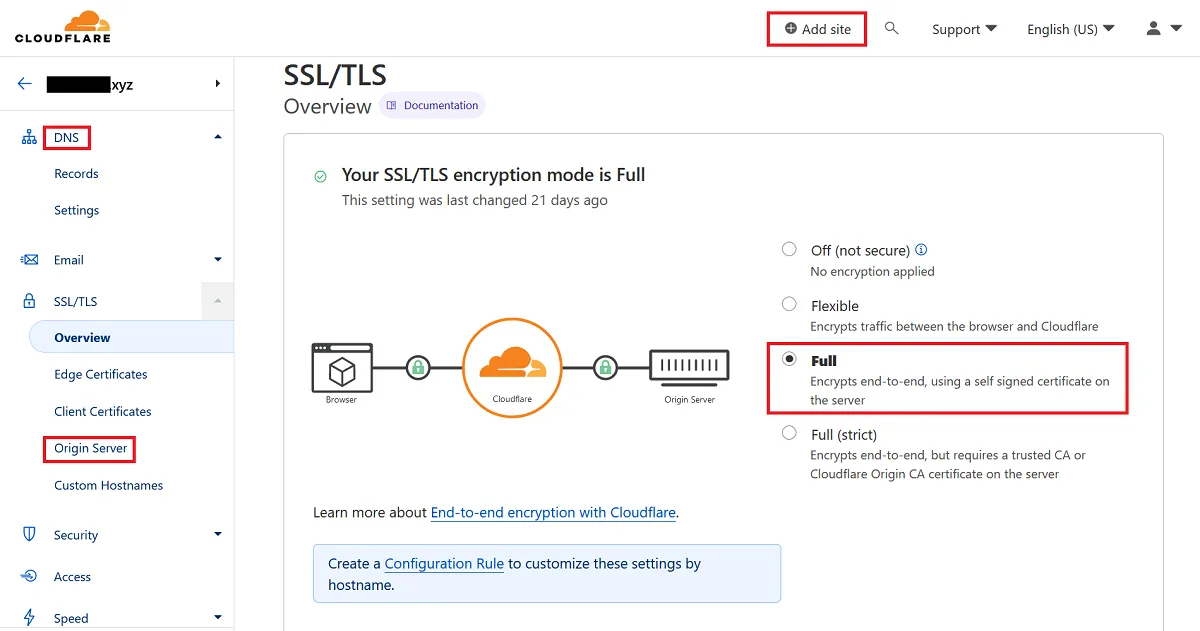 CLOUDFLARE
Add site
Support
English (US)
.xyz
DNS
Records
Settings
Email
SSL/TLS
Overview
Edge Certificates
Client Certificates
Origin Server
Custom Hostnames
Security
Access
Speed
SSL/TLS
Overview
Documentation
Your SSL/TLS encryption mode is Full
This setting was last changed 21 days ago
Browser
Cloudflare
Origin Server
Off (not secure)
No encryption applied
Flexible
Encrypts traffic between the browser and Cloudflare
Full
Encrypts end-to-end, using a self signed certificate on
the server
Full (strict)
Encrypts end-to-end, but requires a trusted CA or
Cloudflare Origin CA certificate on the server
Learn more about End-to-end encryption with Cloudflare.
Create a Configuration Rule to customize these settings by
hostname.